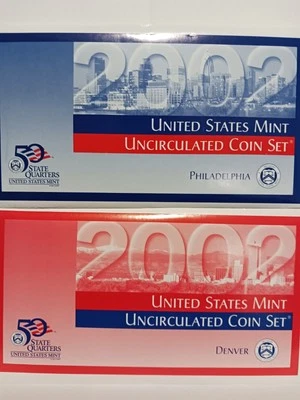 2002
UNITED STATES MINT
UNCIRCULATED COIN SET®
PHILADELPHIA
50
STATE
QUARTERS
UNITED STATES MINT
2002
UNITED STATES MINT
UNCIRCULATED COIN SET®
DENVER
50
STATE
QUARTERS
UNITED STATES MINT